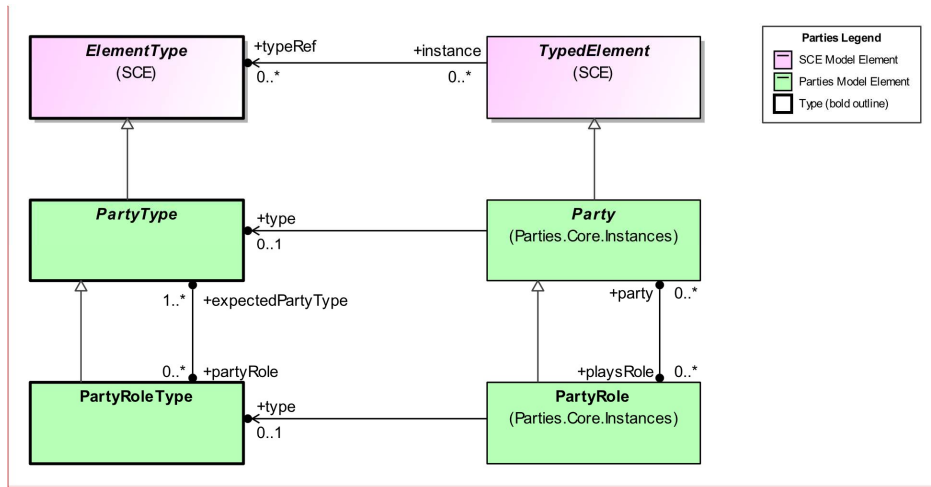 ElementType
(SCE)
+typeRef
0..*
+instance
0..*
TypedElement
(SCE)
Parties Legend
SCE Model Element
Parties Model Element
Type (bold outline)
PartyType
+type
0..1
Party
(Parties.Core.Instances)
1..*
+expectedPartyType
+party
0..*
0..*
+partyRole
+playsRole
0..*
PartyRoleType
+type
0..1
PartyRole
(Parties.Core.Instances)